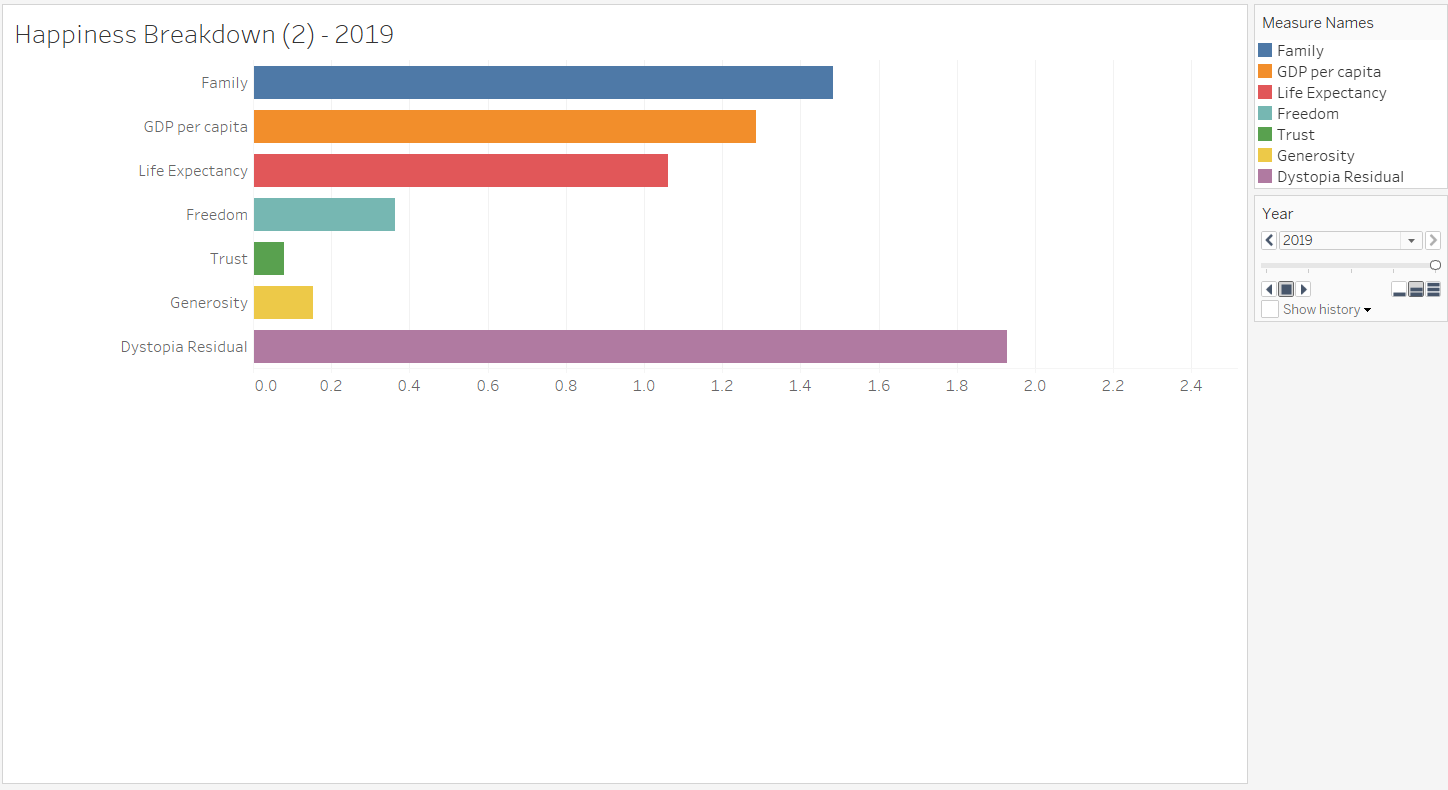 Happiness Breakdown (2) - 2019
Family
GDP per capita
Life Expectancy
Freedom
Trust
Generosity
Dystopia Residual
0.0 0.2 0.4 0.6 0.8 1.0 1.2 1.4 1.6 1.8 2.0 2.2 2.4
Measure Names
Family
GDP per capita
Life Expectancy
Freedom
Trust
Generosity
Dystopia Residual
Year
2019
Show history